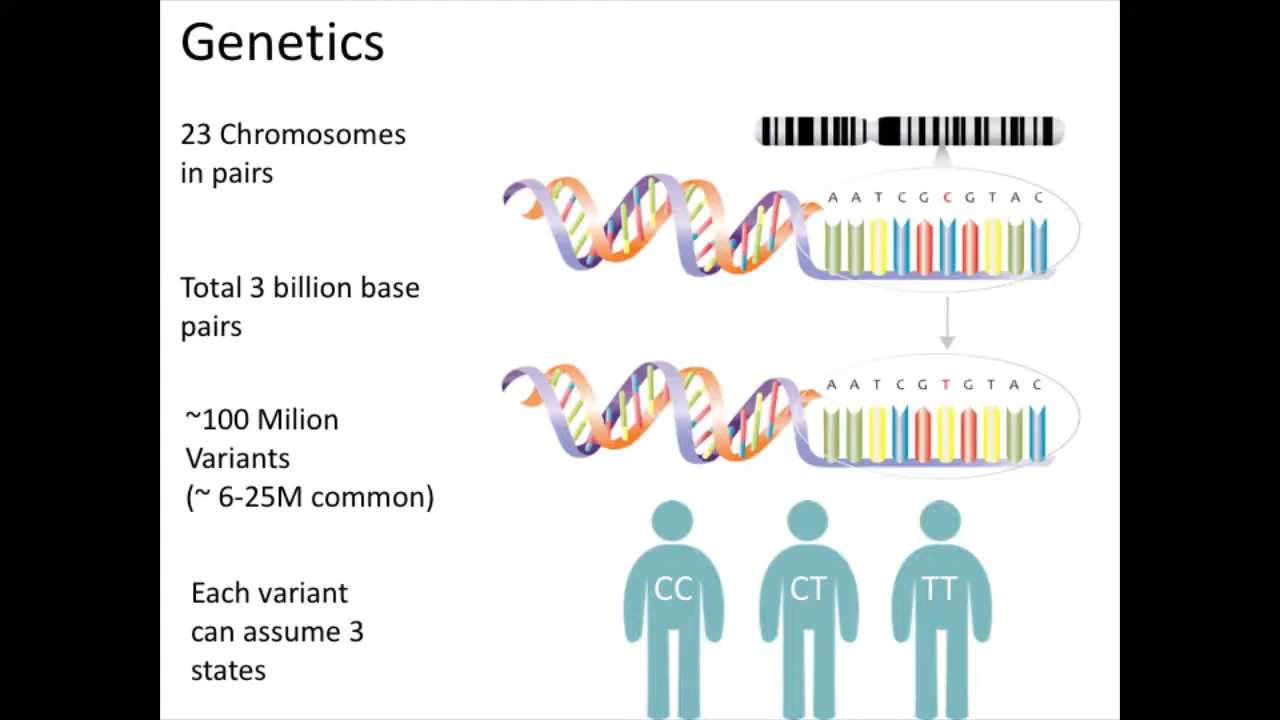 Genetics
23 Chromosomes
in pairs
A A T C G C G T A C
Total 3 billion base
pairs
A A T C G T G T A C
~100 Milion
Variants
(~ 6-25M common)
Each variant
can assume 3
states
CC CT TT